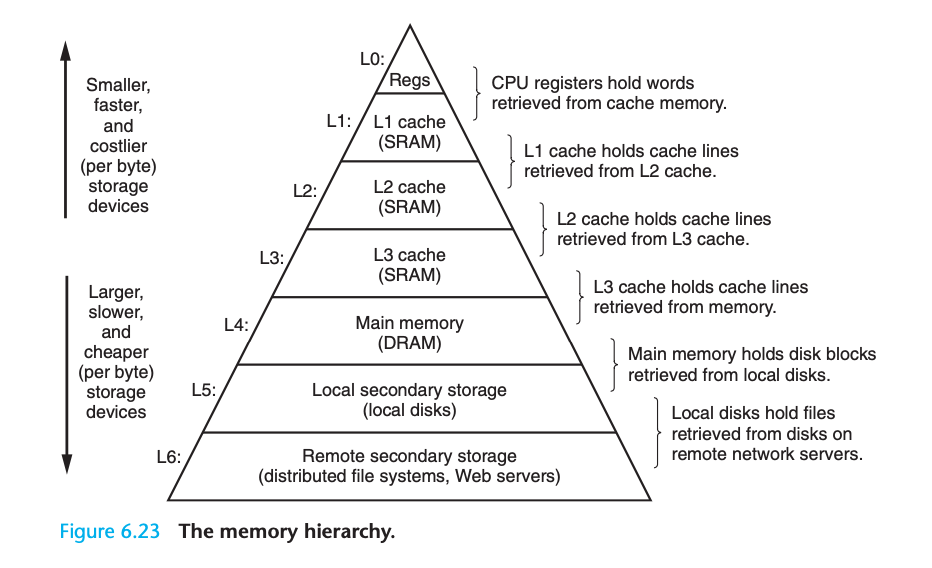 L0:
Regs
CPU registers hold words
retrieved from cache memory.
Smaller,
faster,
and
costlier
(per byte)
storage
devices
L1:
L1 cache
(SRAM)
L1 cache holds cache lines
retrieved from L2 cache.
L2:
L2 cache
(SRAM)
L2 cache holds cache lines
retrieved from L3 cache.
L3:
L3 cache
(SRAM)
L3 cache holds cache lines
retrieved from memory.
Larger,
slower,
and
cheaper
(per byte)
storage
devices
L4:
Main memory
(DRAM)
Main memory holds disk blocks
retrieved from local disks.
L5:
Local secondary storage
(local disks)
Local disks hold files
retrieved from disks on
remote network servers.
L6:
Remote secondary storage
(distributed file systems, Web servers)
Figure 6.23 The memory hierarchy.